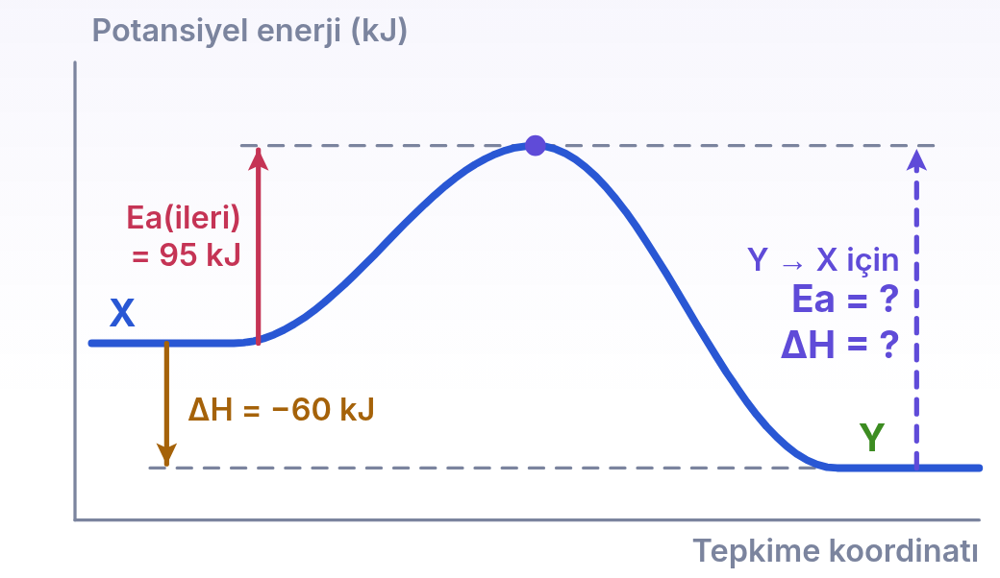 Potansiyel enerji (kJ)
Ea(ileri)
= 95 kJ
X
Y → X için
Ea = ?
ΔH = ?
ΔH = −60 kJ
Y
Tepkime koordinatı